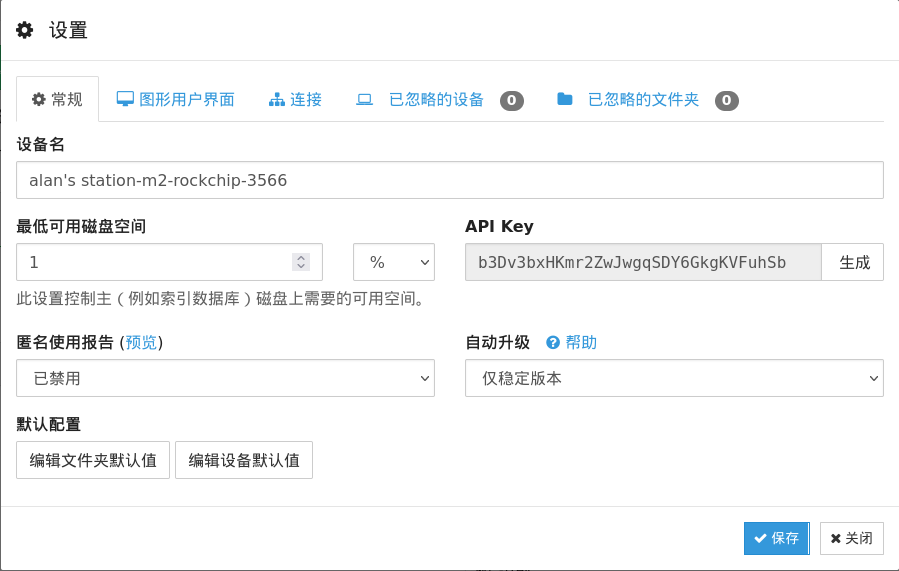 设置
常规 图形用户界面 连接 已忽略的设备 0 已忽略的文件夹 0
设备名
alan's station-m2-rockchip-3566
最低可用磁盘空间 API Key
1 % b3Dv3bxHKmr2ZwJwgqSDY6GkgKVFuhSb 生成
此设置控制主（例如索引数据库）磁盘上需要的可用空间。
匿名使用报告 (预览) 自动升级 帮助
已禁用 仅稳定版本
默认配置
编辑文件夹默认值 编辑设备默认值
保存 关闭